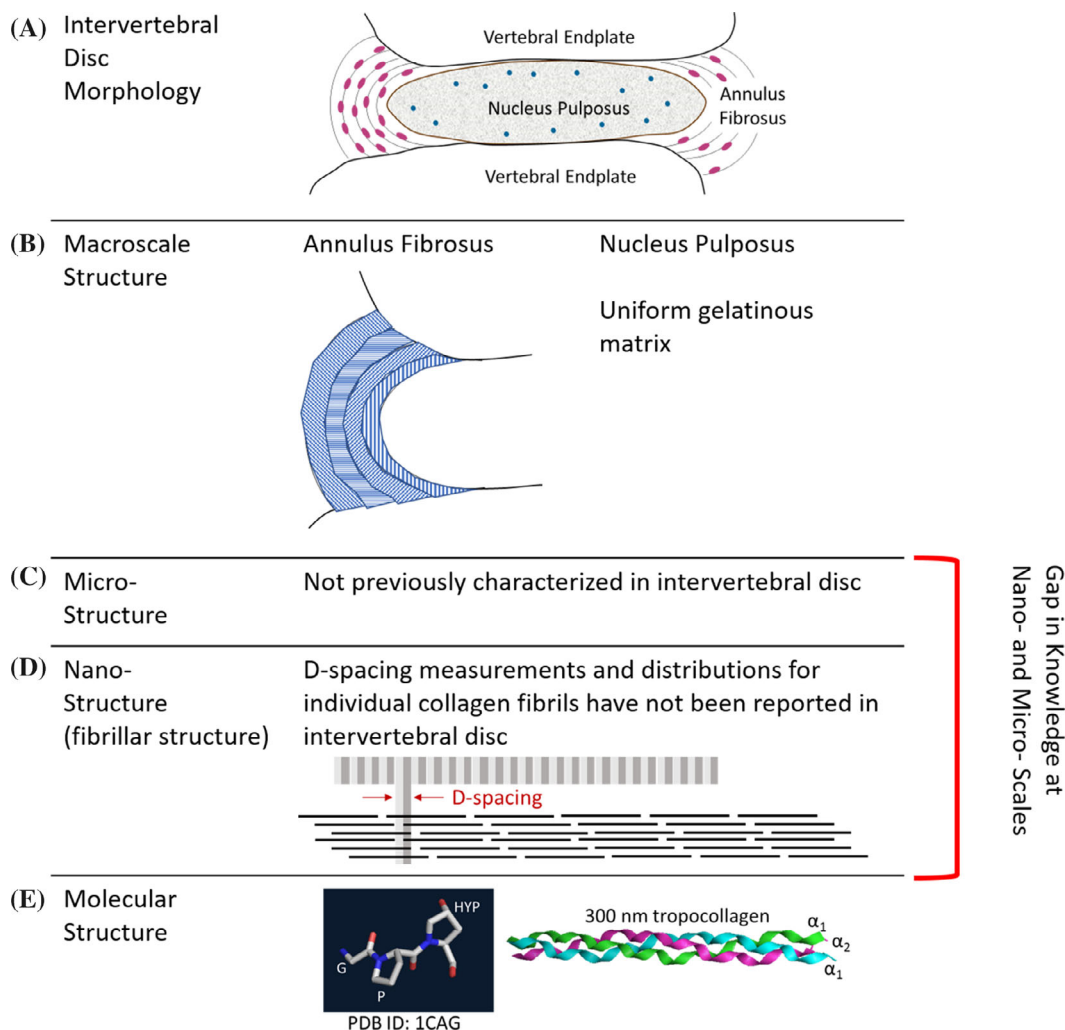 (A) Intervertebral
Disc
Morphology
Vertebral Endplate
Nucleus Pulposus
Annulus
Fibrosus
Vertebral Endplate
(B) Macroscale
Structure
Annulus Fibrosus
Nucleus Pulposus
Uniform gelatinous
matrix
(C) Micro-
Structure
Not previously characterized in intervertebral disc
(D) Nano-
Structure
(fibrillar structure)
D-spacing measurements and distributions for
individual collagen fibrils have not been reported in
intervertebral disc
D-spacing
Gap in Knowledge at
Nano- and Micro- Scales
(E) Molecular
Structure
HYP
G
P
PDB ID: 1CAG
300 nm tropocollagen
α1
α2
α1